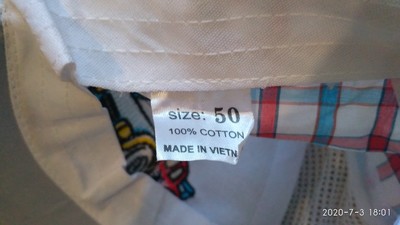 size: 50
100% COTTON
MADE IN VIETN
2020-7-3 18:01